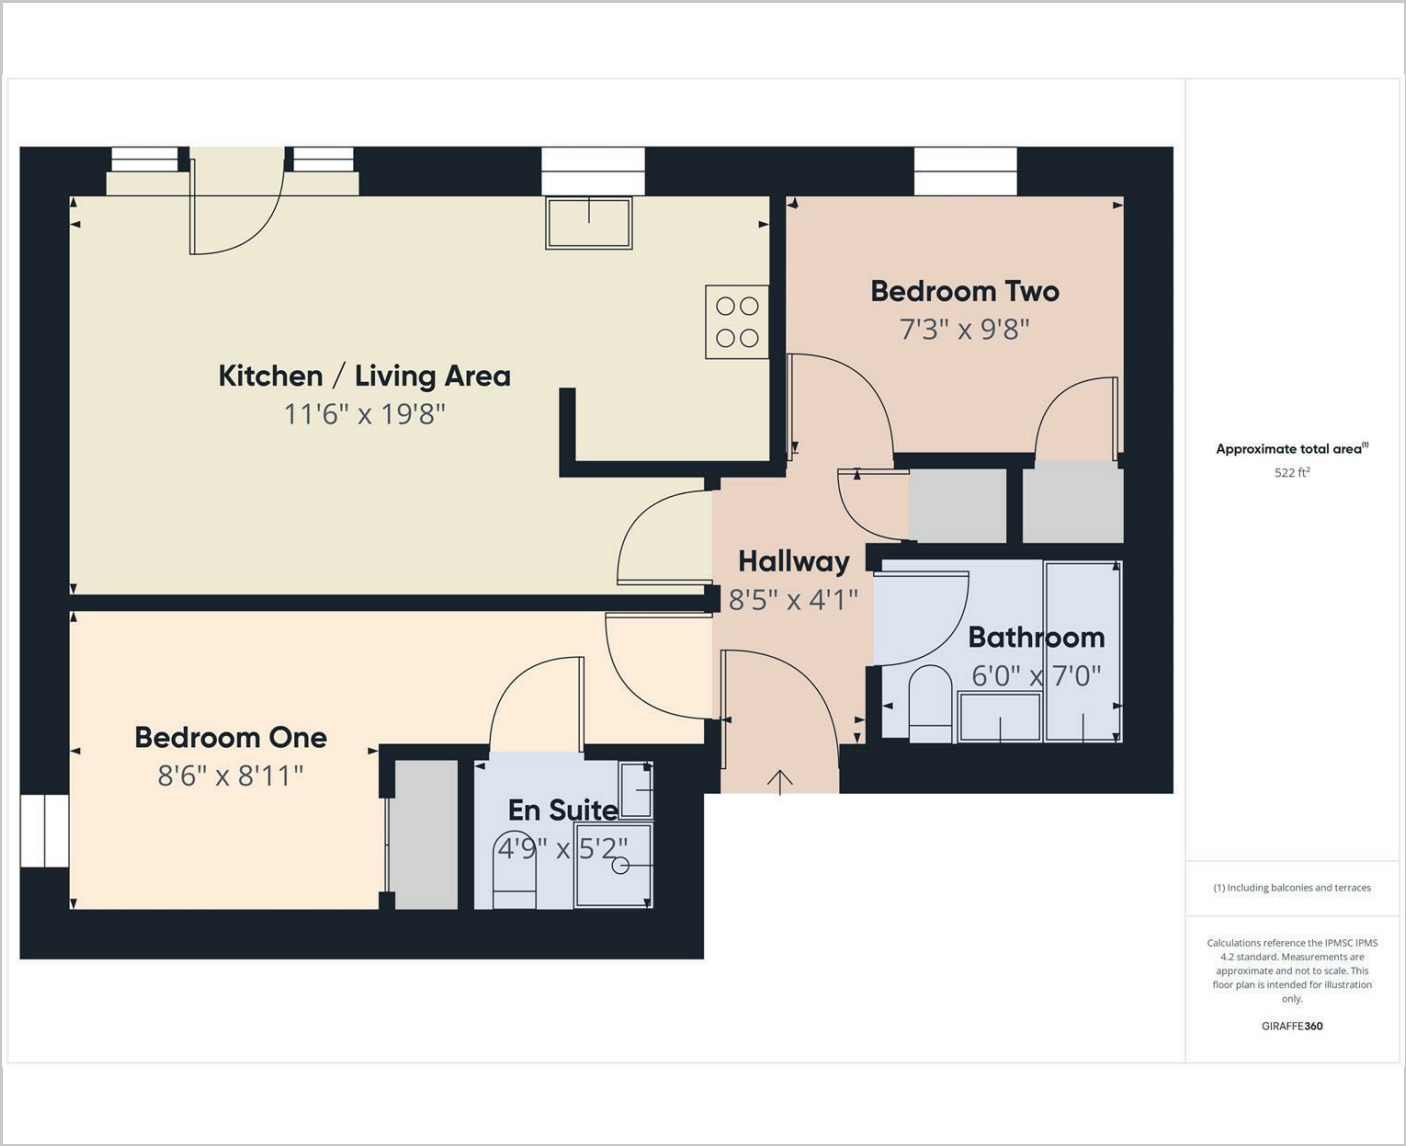 Kitchen / Living Area
11'6" x 19'8"
Bedroom Two
7'3" x 9'8"
Hallway
8'5" x 4'1"
Bathroom
6'0" x 7'0"
Bedroom One
8'6" x 8'11"
En Suite
4'9" x 5'2"
Approximate total area(1)
522 ft²
(1) Including balconies and terraces
Calculations reference the IPMSC IPMS
4.2 standard. Measurements are
approximate and not to scale. This
floor plan is intended for illustration
only.
GIRAFFE360